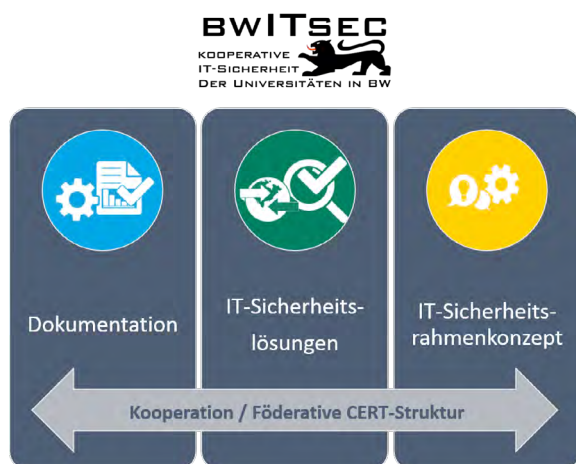 BWITSEC
KOOPERATIVE
IT-SICHERHEIT
DER UNIVERSITÄTEN IN BW
Dokumentation
IT-Sicherheits-
lösungen
IT-Sicherheits-
rahmenkonzept
Kooperation / Föderative CERT-Struktur